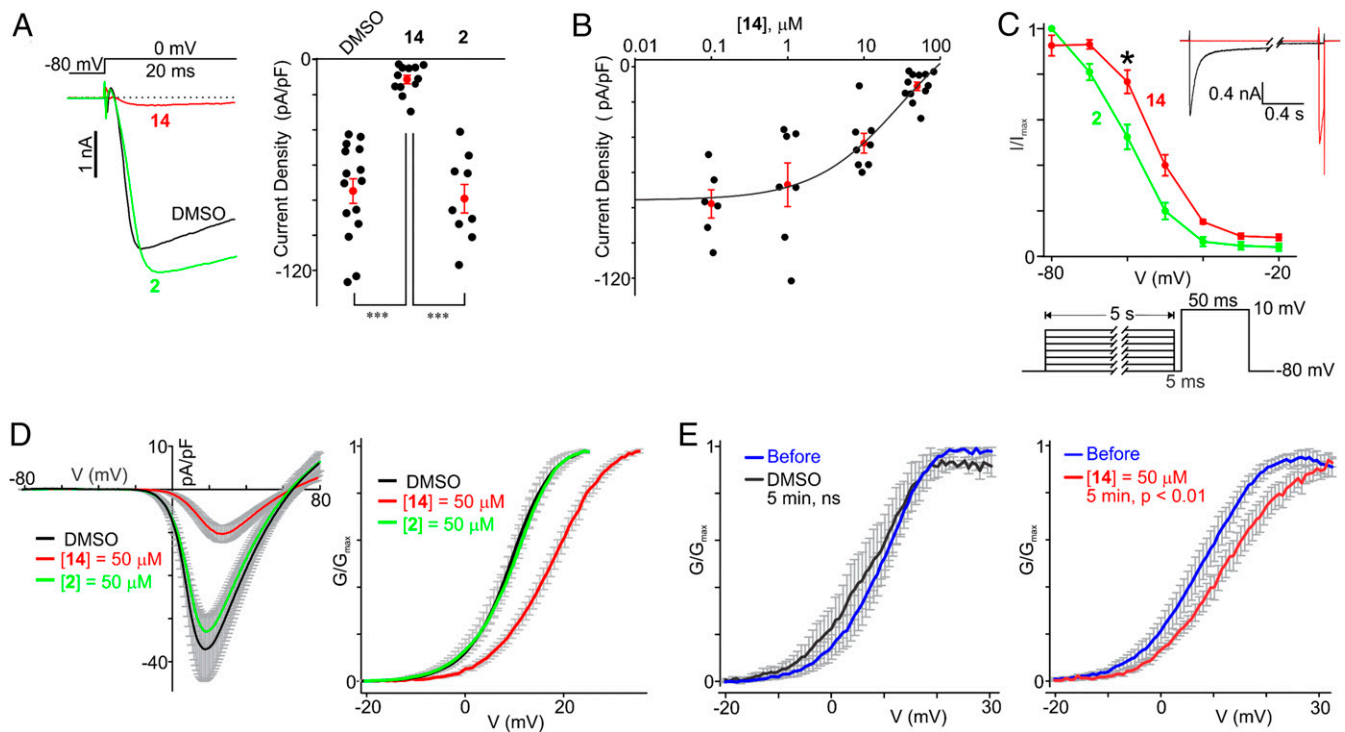 A
0 mV
-80 mV
20 ms
14
1 nA
DMSO
2
DMSO
14
2
0
Current Density (pA/pF)
-120
***
***
B
[14], μM
0.01 0.1 1 10 100
0
Current Density ( pA/pF)
-120
C
1
*
14
2
0.4 nA
0.4 s
I/Imax
0
-80
-20
V (mV)
5 s
50 ms
10 mV
-80 mV
5 ms
D
10
pA/pF
-80
V (mV)
80
DMSO
[14] = 50 μM
[2] = 50 μM
-40
1
DMSO
[14] = 50 μM
[2] = 50 μM
G/Gmax
0
-20 0 20
V (mV)
E
1
Before
DMSO
5 min, ns
G/Gmax
0
-20 0 30
V (mV)
1
Before
[14] = 50 μM
5 min, p < 0.01
G/Gmax
0
-20 0 30
V (mV)